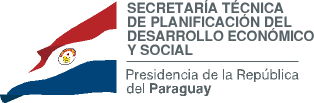 SECRETARÍA TÉCNICA
DE PLANIFICACIÓN DEL
DESARROLLO ECONÓMICO
Y SOCIAL
Presidencia de la República
del Paraguay